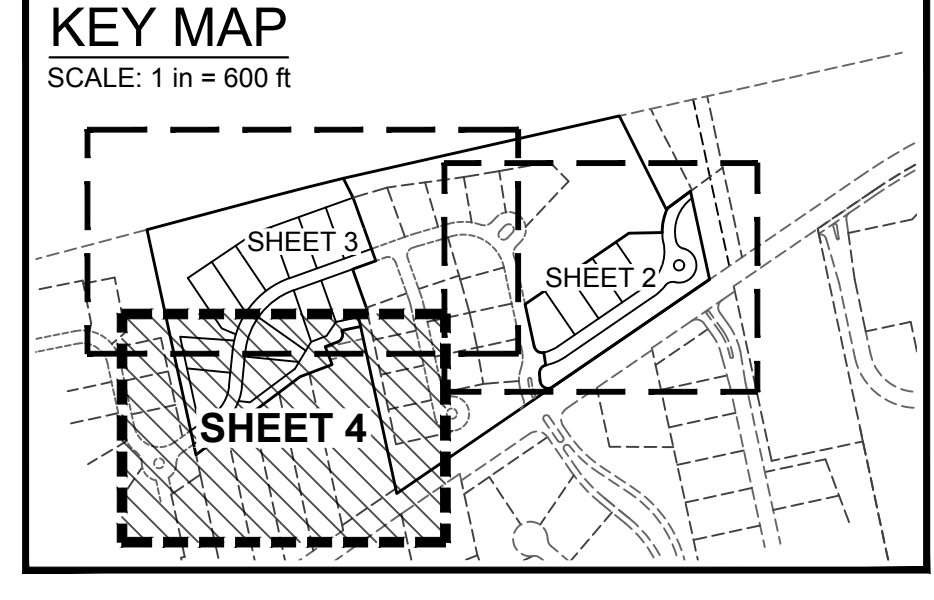 KEY MAP
SCALE: 1 in = 600 ft
SHEET 3
SHEET 2
SHEET 4